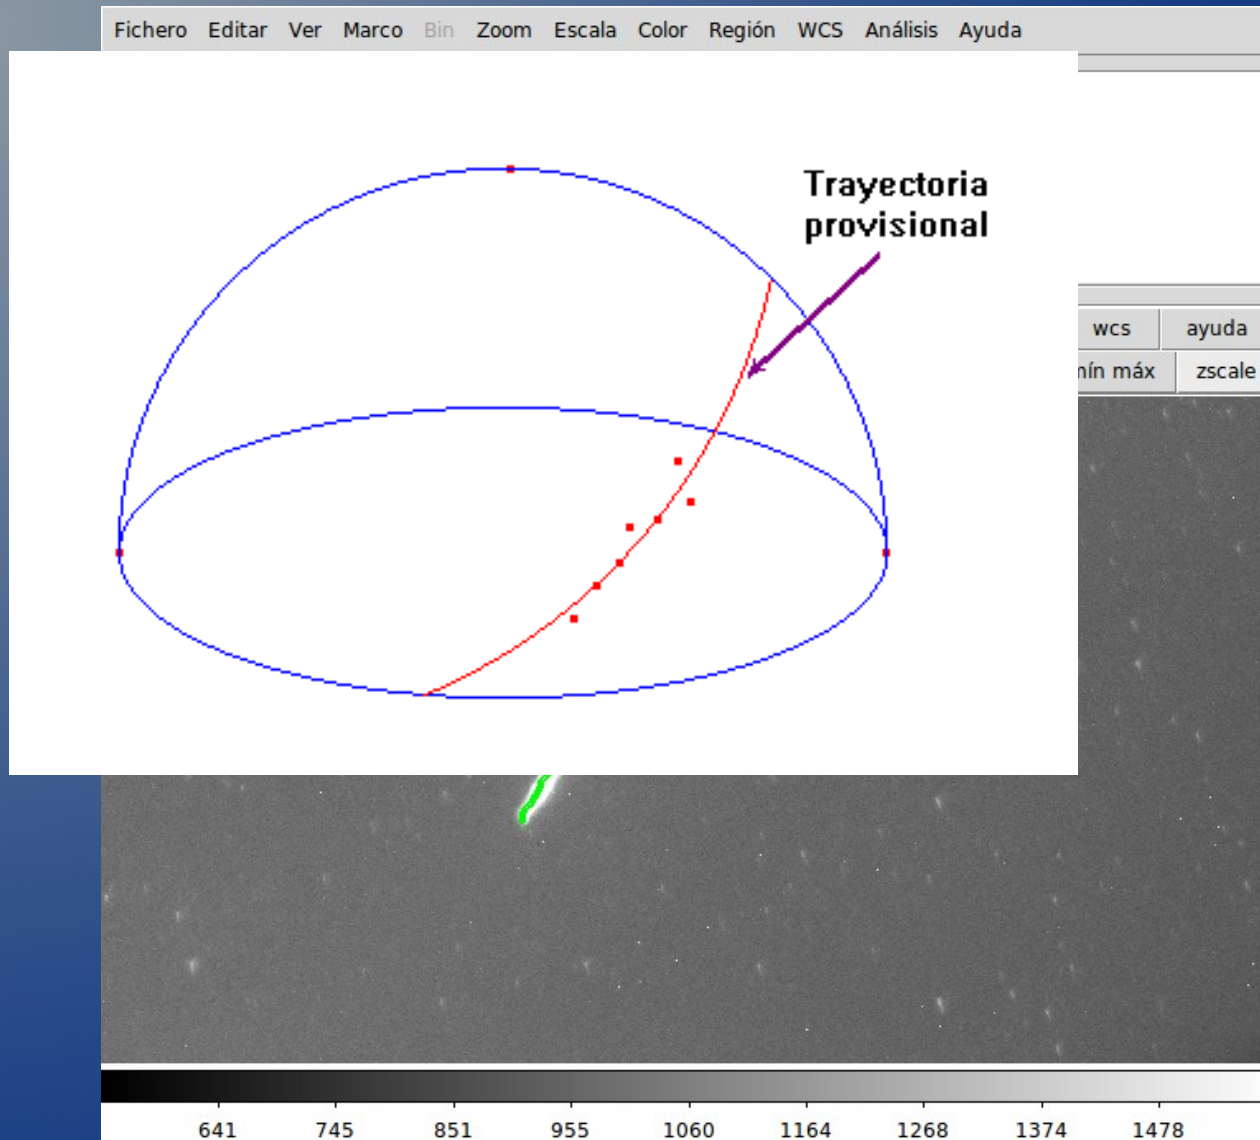 Fichero Editar Ver Marco Bin Zoom Escala Color Región WCS Análisis Ayuda
Trayectoria
provisional
wcs ayuda
máx zscale
641 745 851 955 1060 1164 1268 1374 1478